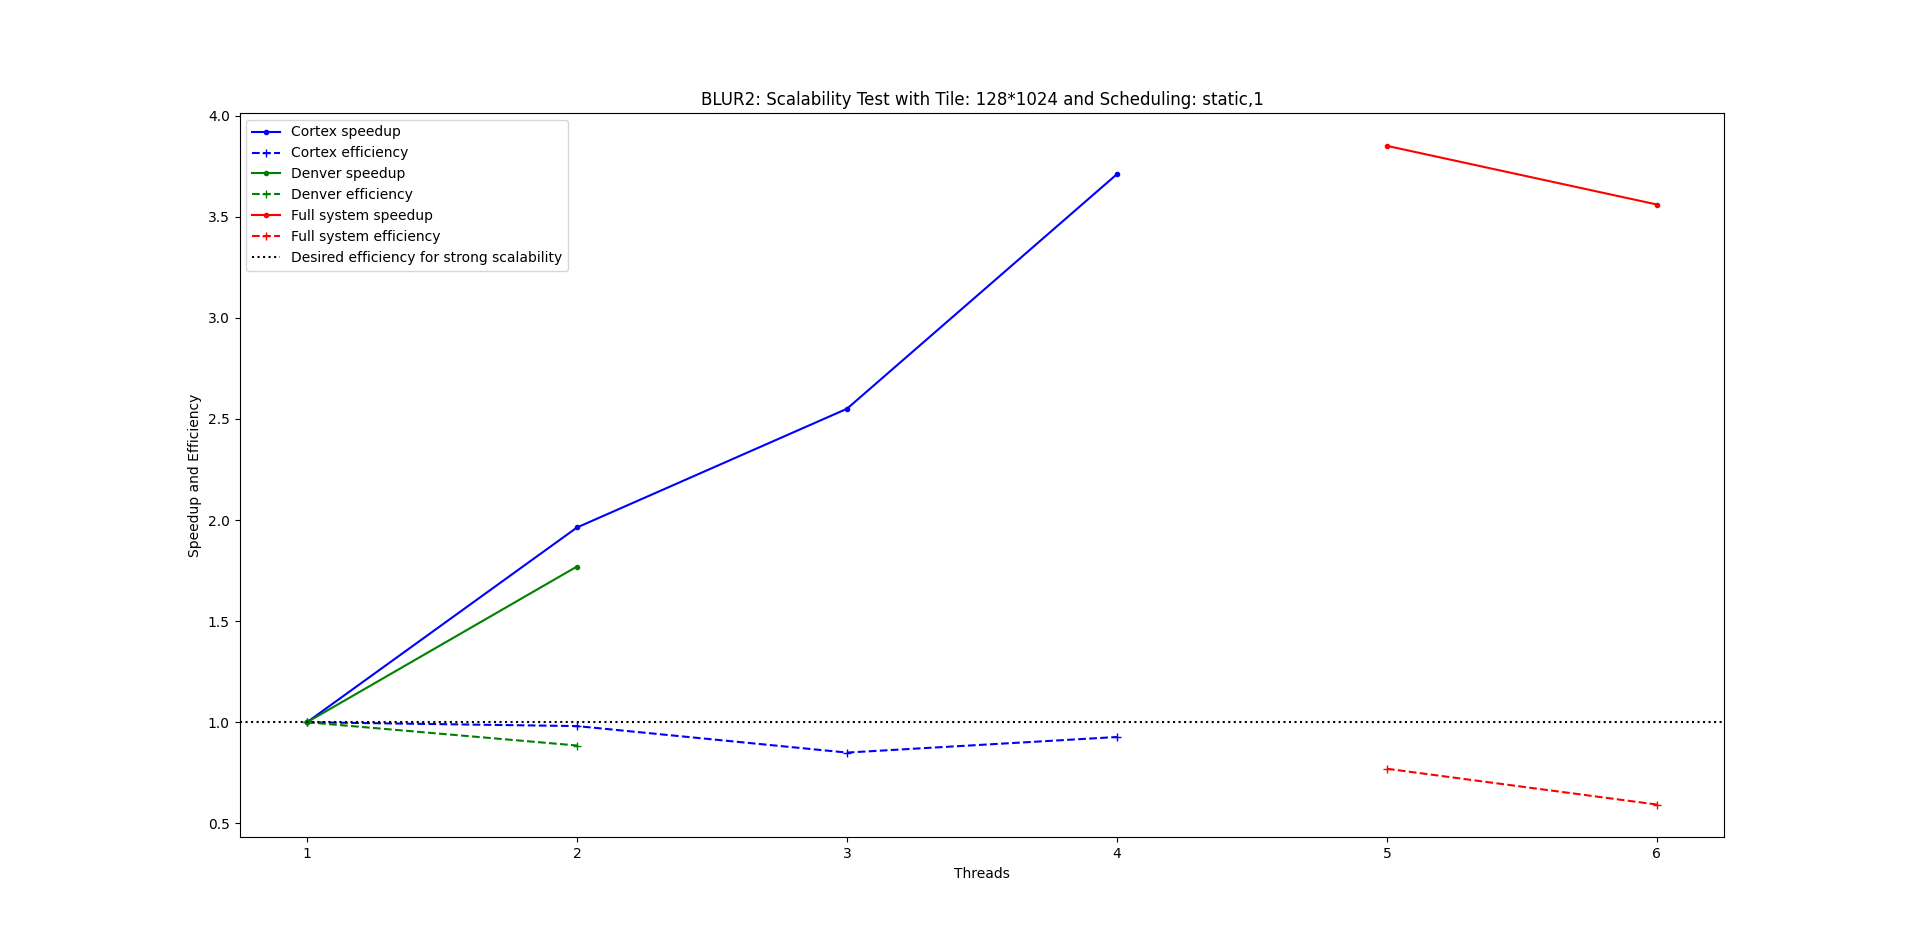 BLUR2: Scalability Test with Tile: 128*1024 and Scheduling: static,1
Cortex speedup
Cortex efficiency
Denver speedup
Denver efficiency
Full system speedup
Full system efficiency
Desired efficiency for strong scalability
Speedup and Efficiency
4.0
3.5
3.0
2.5
2.0
1.5
1.0
0.5
1 2 3 4 5 6
Threads